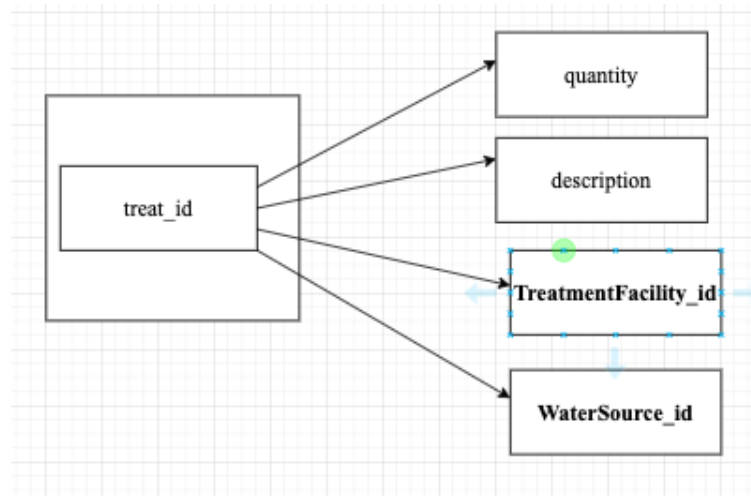 quantity
treat_id
description
TreatmentFacility_id
WaterSource_id